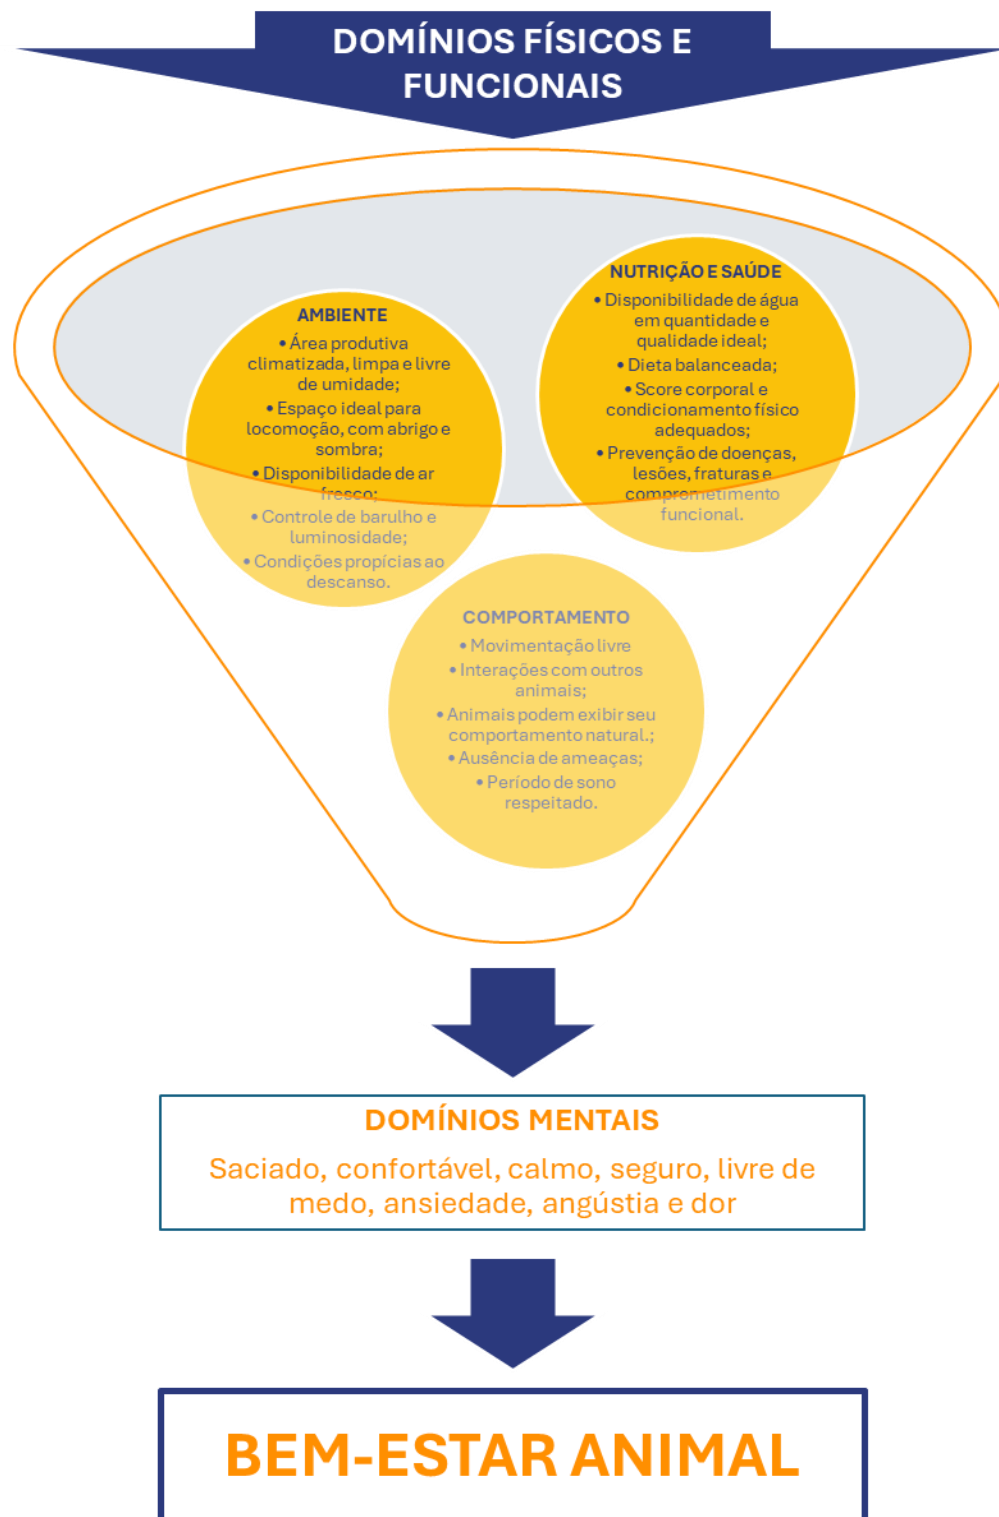 DOMÍNIOS FÍSICOS E
FUNCIONAIS
NUTRIÇÃO E SAÚDE
• Disponibilidade de água
em quantidade e
qualidade ideal;
• Dieta balanceada;
• Score corporal e
condicionamento físico
adequados;
• Prevenção de doenças,
lesões, fraturas e
comprometimento
funcional.
AMBIENTE
• Área produtiva
climatizada, limpa e livre
de umidade;
• Espaço ideal para
locomoção, com abrigo e
sombra;
• Disponibilidade de ar
fresco;
• Controle de barulho e
luminosidade;
• Condições propícias ao
descanso.
COMPORTAMENTO
• Movimentação livre
• Interações com outros
animais;
• Animais podem exibir seu
comportamento natural.;
• Ausência de ameaças;
• Período de sono
respeitado.
DOMÍNIOS MENTAIS
Saciado, confortável, calmo, seguro, livre de
medo, ansiedade, angústia e dor
BEM-ESTAR ANIMAL